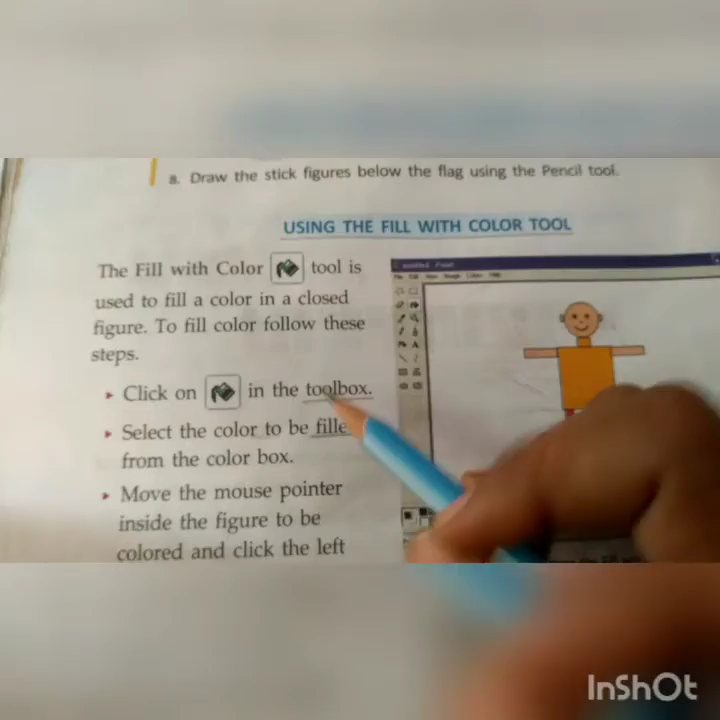 8. Draw the stick figures below the flag using the Pencil tool.
USING THE FILL WITH COLOR TOOL
The Fill with Color tool is
used to fill a color in a closed
figure. To fill color follow these
steps.
▸ Click on in the toolbox.
▸ Select the color to be fille
from the color box.
▸ Move the mouse pointer
inside the figure to be
colored and click the left
InShOt